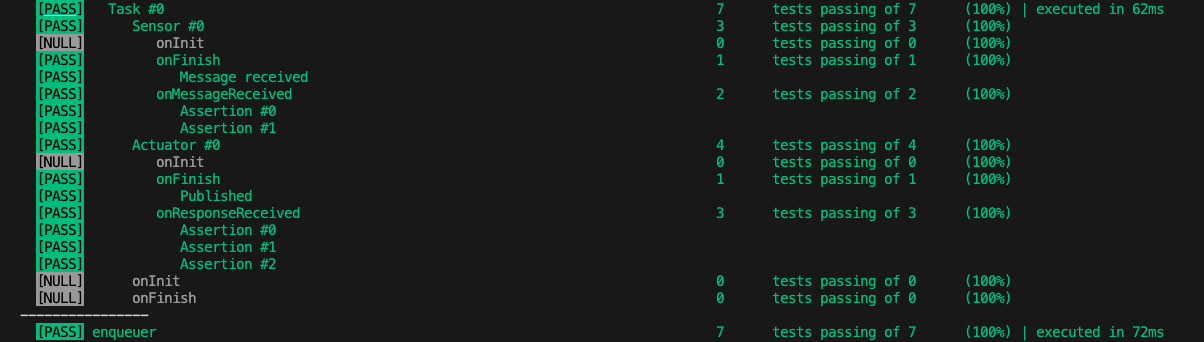 [PASS] Task #0 7 tests passing of 7 (100%) | executed in 62ms
[PASS] Sensor #0 3 tests passing of 3 (100%)
[NULL] onInit 0 tests passing of 0 (100%)
[PASS] onFinish 1 tests passing of 1 (100%)
[PASS] Message received
[PASS] onMessageReceived 2 tests passing of 2 (100%)
[PASS] Assertion #0
[PASS] Assertion #1
[PASS] Actuator #0 4 tests passing of 4 (100%)
[NULL] onInit 0 tests passing of 0 (100%)
[PASS] onFinish 1 tests passing of 1 (100%)
[PASS] Published
[PASS] onResponseReceived 3 tests passing of 3 (100%)
[PASS] Assertion #0
[PASS] Assertion #1
[PASS] Assertion #2
[NULL] onInit 0 tests passing of 0 (100%)
[NULL] onFinish 0 tests passing of 0 (100%)
----------------
[PASS] enqueuer 7 tests passing of 7 (100%) | executed in 72ms